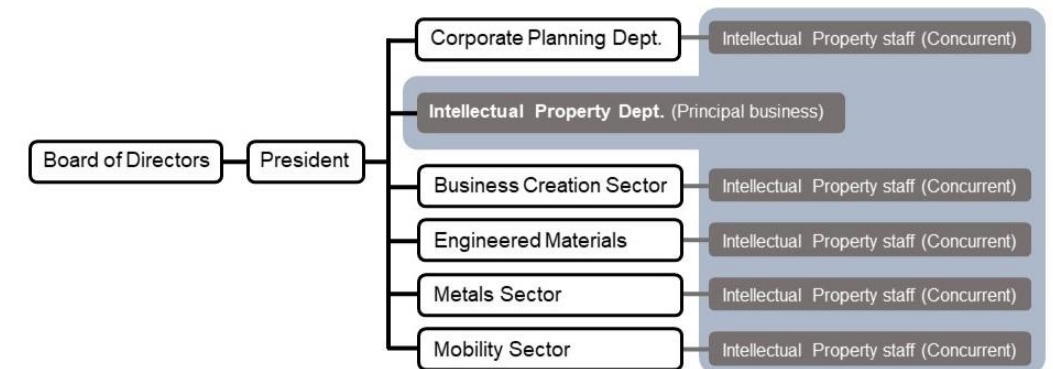 Corporate Planning Dept.
Intellectual Property staff (Concurrent)
Intellectual Property Dept. (Principal business)
Board of Directors
President
Business Creation Sector
Intellectual Property staff (Concurrent)
Engineered Materials
Intellectual Property staff (Concurrent)
Metals Sector
Intellectual Property staff (Concurrent)
Mobility Sector
Intellectual Property staff (Concurrent)